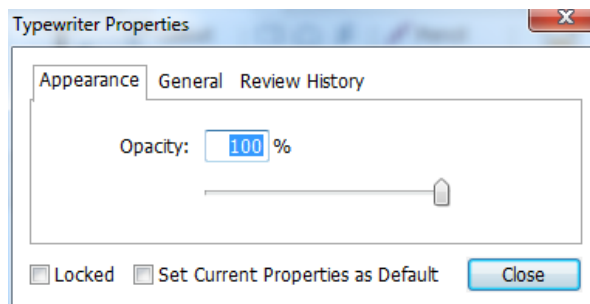 Typewriter Properties
Appearance General Review History
Opacity: 100 %
Locked Set Current Properties as Default Close